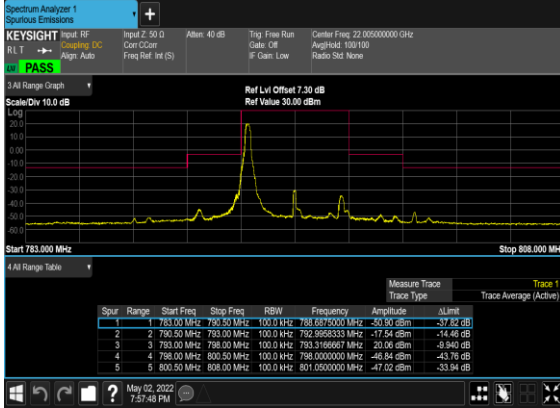 Spectrum Analyzer 1
Spurious Emissions
+
KEYSIGHT Input: RF Input Z: 50 Ω Atten: 40 dB Trig: Free Run Center Freq: 22.005000000 GHz
RLT Coupling: DC Corr CCorr Gate: Off Avg|Hold: 100/100
Align: Auto Freq Ref: Int (S) IF Gain: Low Radio Std: None
PASS
3 All Range Graph
Ref Lvl Offset 7.30 dB
Scale/Div 10.0 dB Ref Value 30.00 dBm
Log
20.0
10.0
0.00
-10.0
-20.0
-30.0
-40.0
-50.0
-60.0
Start 783.000 MHz Stop 808.000 MH
4 All Range Table
Measure Trace Trace 1
Trace Type Trace Average (Active)
Spur Range Start Freq Stop Freq RBW Frequency Amplitude ΔLimit
1 1 783.00 MHz 790.50 MHz 100.0 kHz 788.6875000 MHz -50.90 dBm -37.82 dB
2 2 790.50 MHz 793.00 MHz 100.0 kHz 792.9958333 MHz -17.54 dBm -14.46 dB
3 3 793.00 MHz 798.00 MHz 100.0 kHz 793.3166667 MHz 20.06 dBm -9.940 dB
4 4 798.00 MHz 800.50 MHz 100.0 kHz 798.0000000 MHz -46.84 dBm -43.76 dB
5 5 800.50 MHz 808.00 MHz 100.0 kHz 801.0500000 MHz -47.02 dBm -33.94 dB
?
May 02, 2022
7:57:48 PM